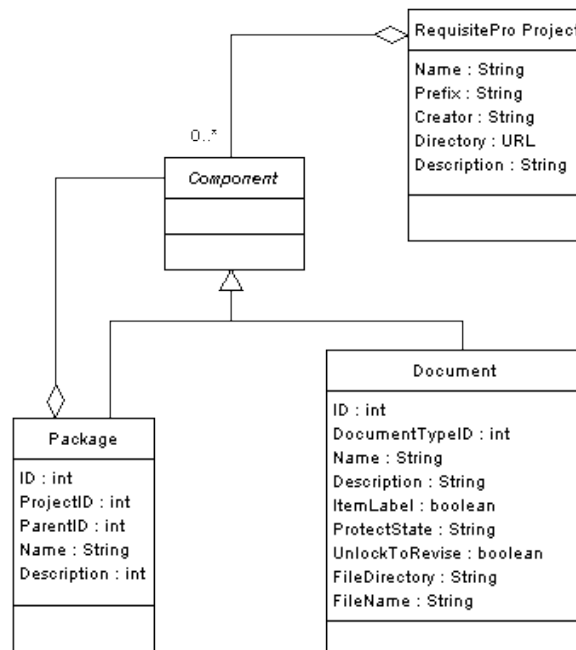 RequisitePro Project
Name : String
Prefix : String
Creator : String
Directory : URL
Description : String
0..*
Component
Document
ID : int
DocumentTypeID : int
Name : String
Description : String
ItemLabel : boolean
ProtectState : String
UnlockToRevise : boolean
FileDirectory : String
FileName : String
Package
ID : int
ProjectID : int
ParentID : int
Name : String
Description : int